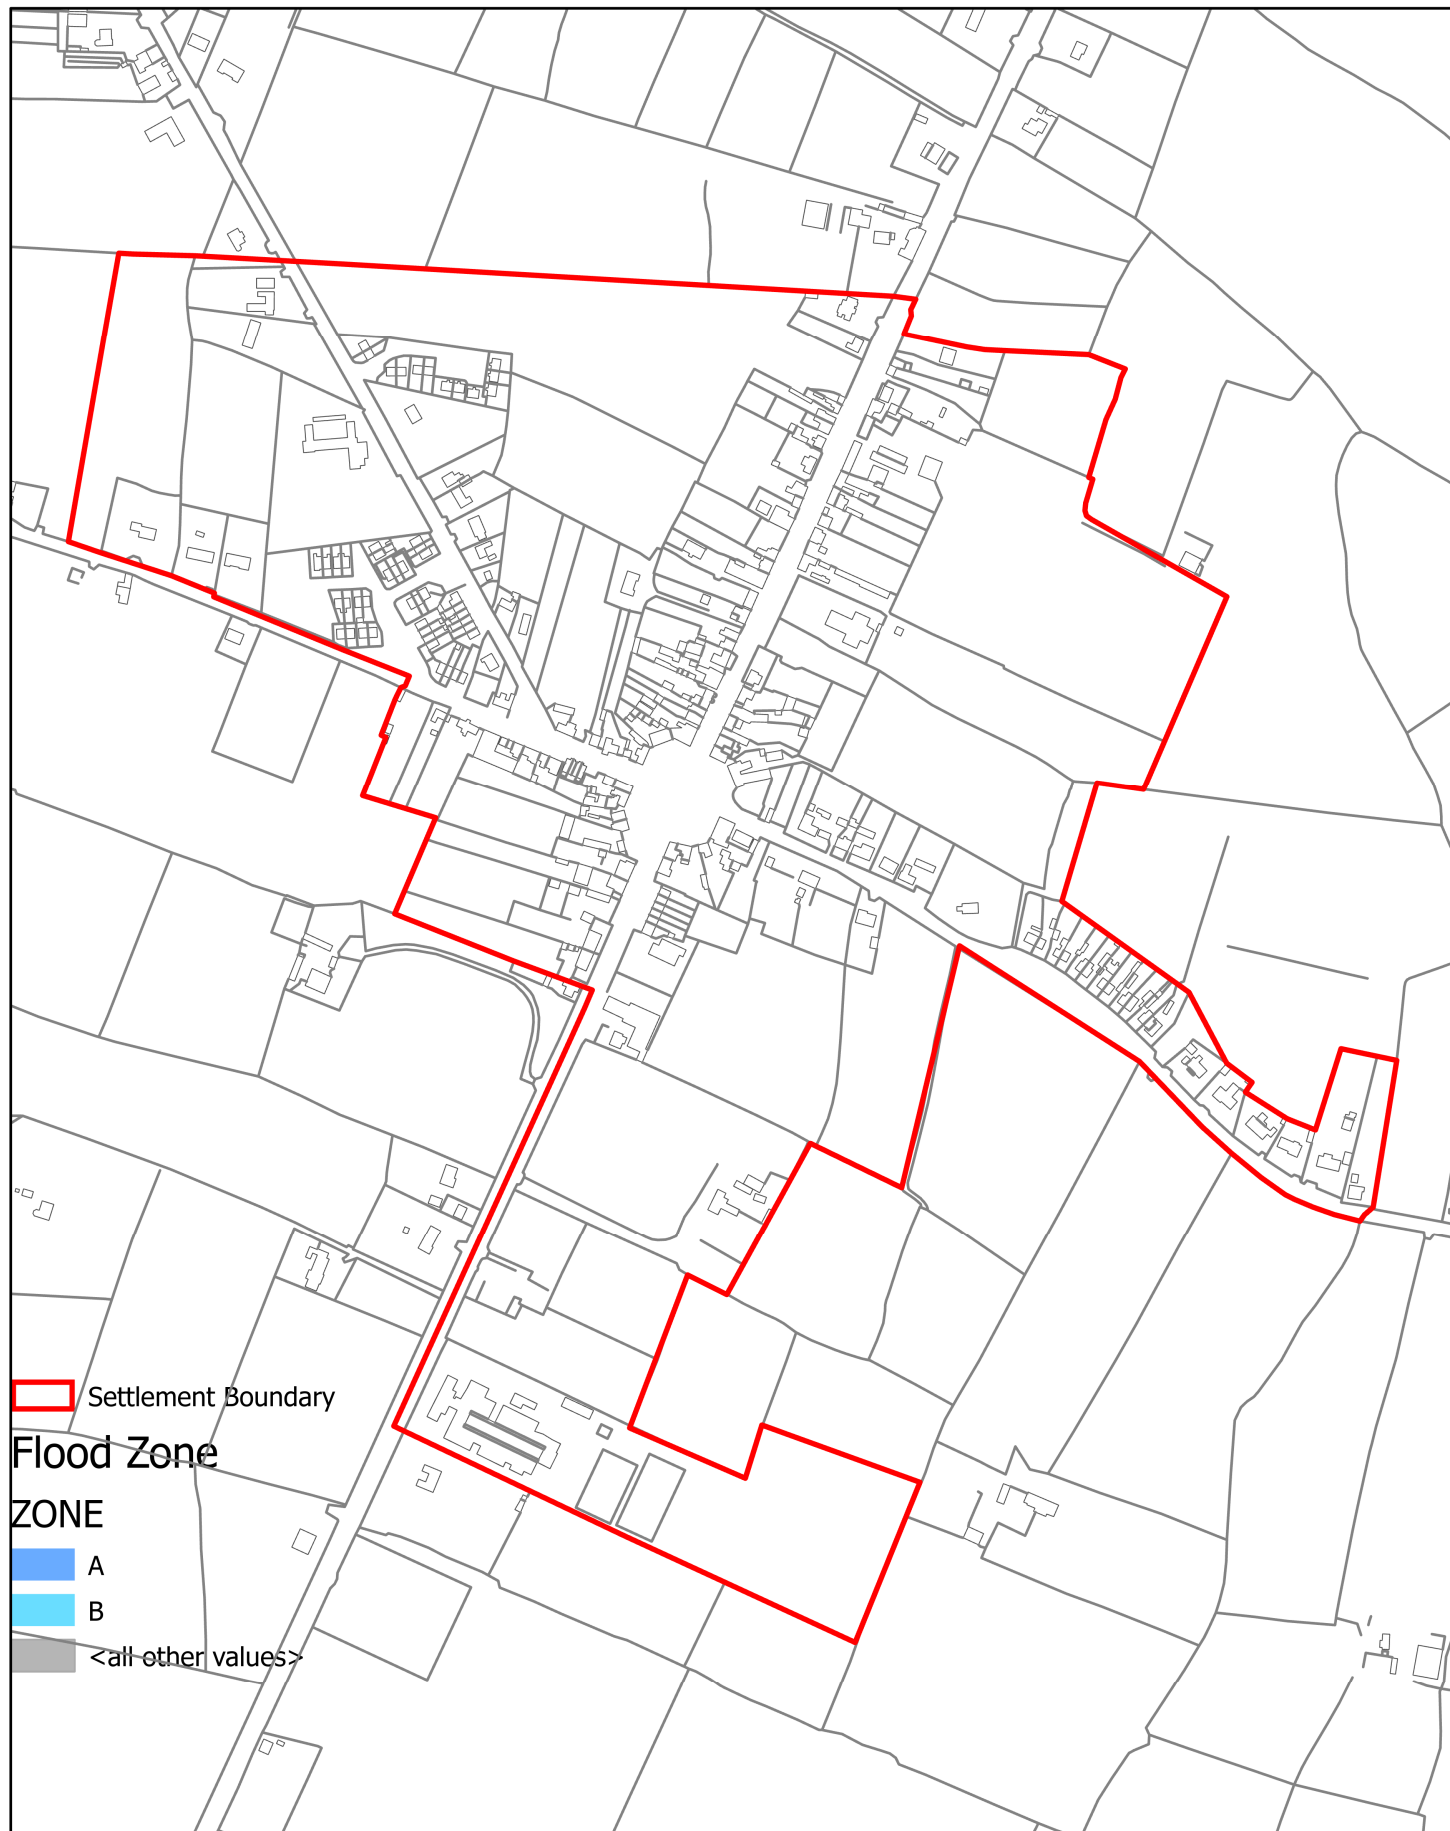 Settlement Boundary
Flood Zone
ZONE
A
B
<all other values>